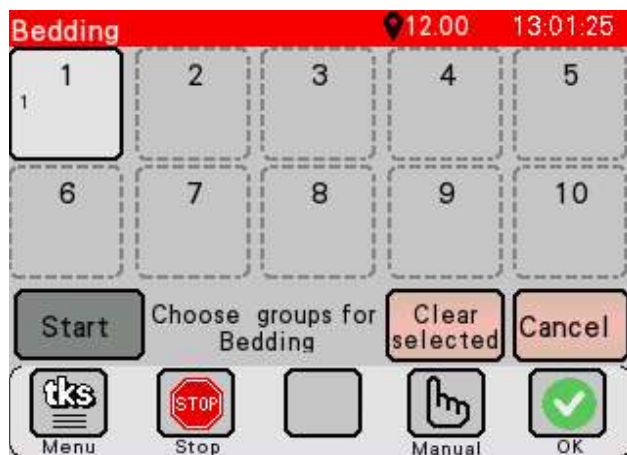 Bedding 12.00 13:01:25
1 2 3 4 5
1
6 7 8 9 10
Start Choose groups for Bedding Clear selected Cancel
tks STOP
Menu Stop Manual OK